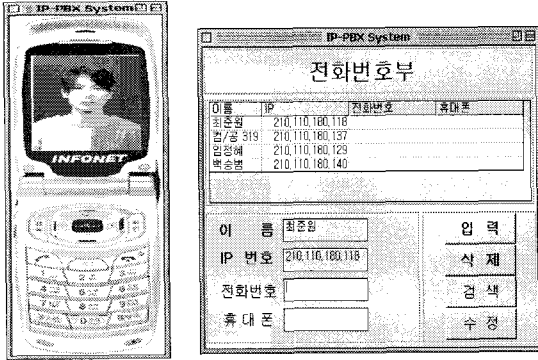 IP-PBX System
INFONET
IP-PBX System
전화번호부
이름 IP 전화번호 휴대폰
최준원 210,110,180,118
컴/공 319 210,110,180,137
임정혜 210,110,180,129
백승범 210,110,180,140
이 름 최준원
IP 번호 210,110,180,118
전화번호
휴대폰
입 력
삭 제
검 색
수 정